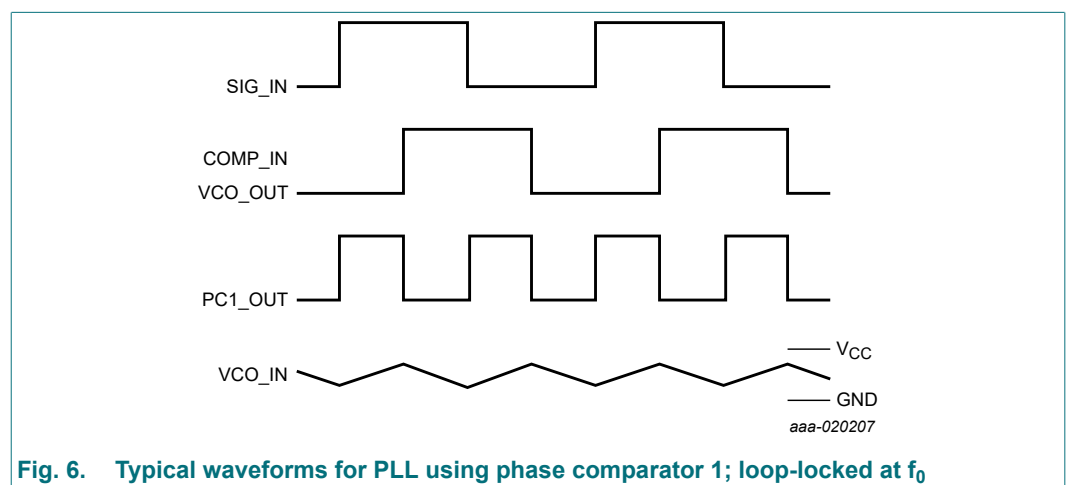 SIG_IN
COMP_IN
VCO_OUT
PC1_OUT
VCO_IN
VCC
GND
aaa-020207
Fig. 6. Typical waveforms for PLL using phase comparator 1; loop-locked at f0